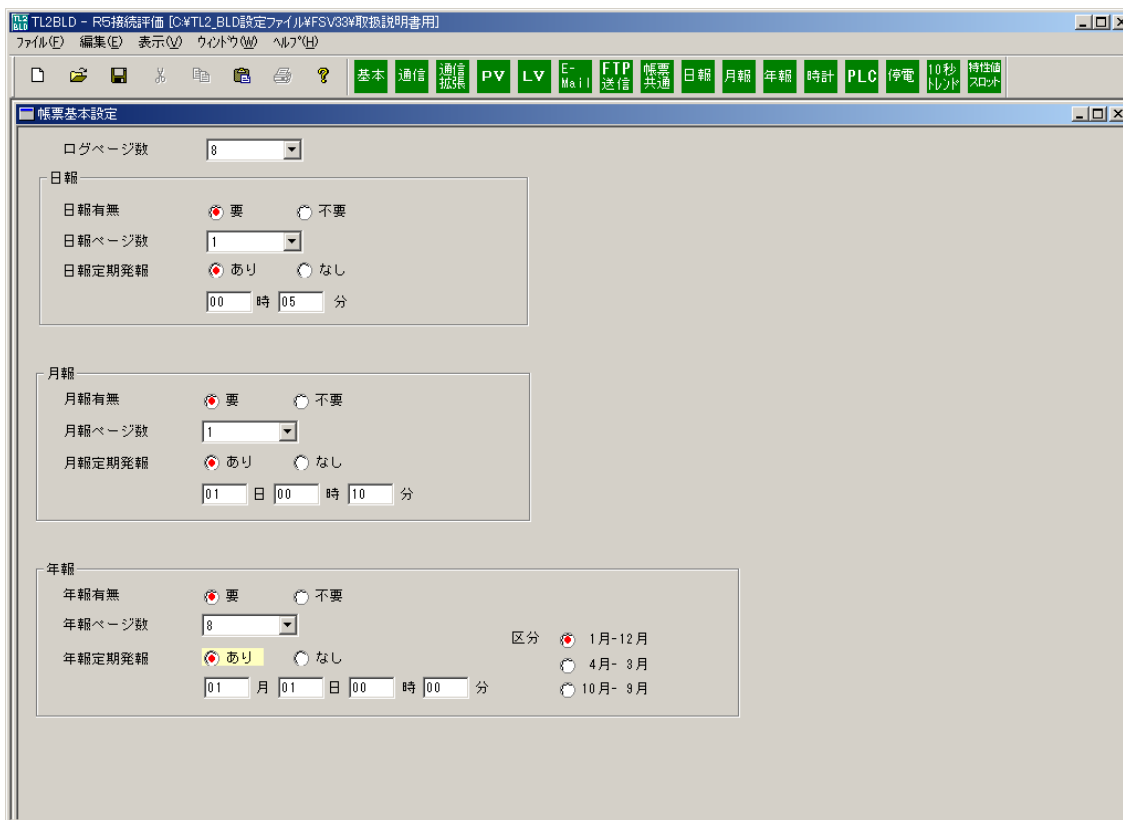 TL2BLD - R5接続評価 [C:¥TL2_BLD設定ファイル¥FSV33¥取扱説明書用]
ファイル(F) 編集(E) 表示(V) ウィンドウ(W) ヘルプ(H)
基本 通信 通信拡張 PV LV E-Mail FTP送信 帳票共通 日報 月報 年報 時計 PLC 停電 10秒トレンド 特性値スロット
帳票基本設定
ログページ数 8
日報
日報有無 要 不要
日報ページ数 1
日報定期発報 あり なし
00 時 05 分
月報
月報有無 要 不要
月報ページ数 1
月報定期発報 あり なし
01 日 00 時 10 分
年報
年報有無 要 不要
年報ページ数 8
区分 1月-12月
年報定期発報 あり なし
4月- 3月
01 月 01 日 00 時 00 分
10月- 9月